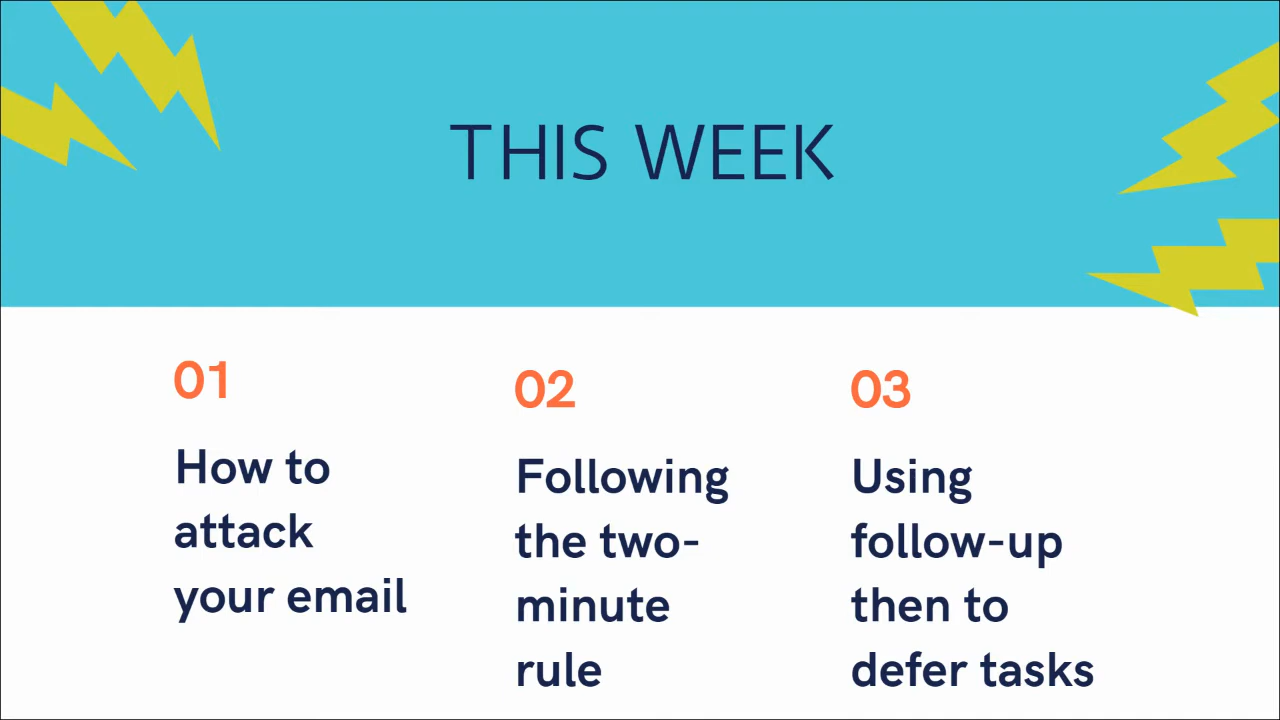 THIS WEEK
01
How to
attack
your email
02
Following
the two-
minute
rule
03
Using
follow-up
then to
defer tasks